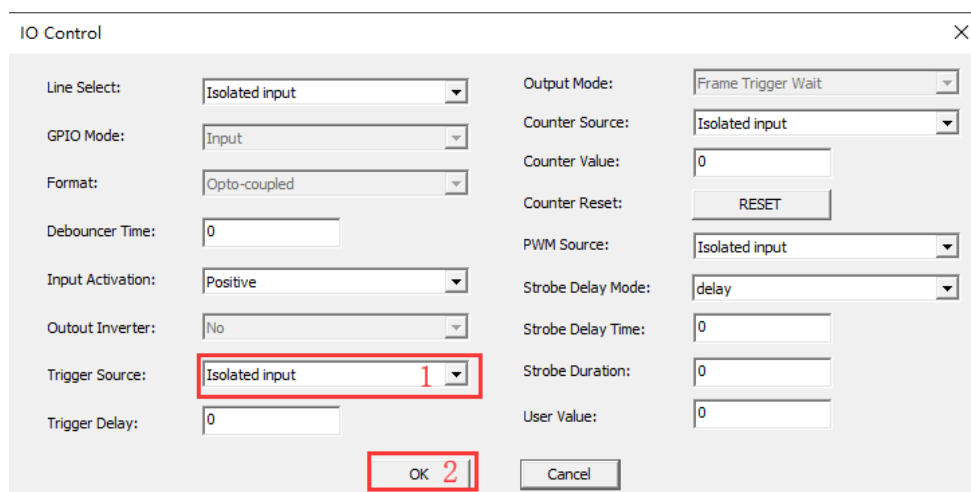 IO Control
Line Select: Isolated input
GPIO Mode: Input
Format: Opto-coupled
Debouncer Time: 0
Input Activation: Positive
Outout Inverter: No
Trigger Source: Isolated input 1
Trigger Delay: 0
Output Mode: Frame Trigger Wait
Counter Source: Isolated input
Counter Value: 0
Counter Reset: RESET
PWM Source: Isolated input
Strobe Delay Mode: delay
Strobe Delay Time: 0
Strobe Duration: 0
User Value: 0
OK 2 Cancel